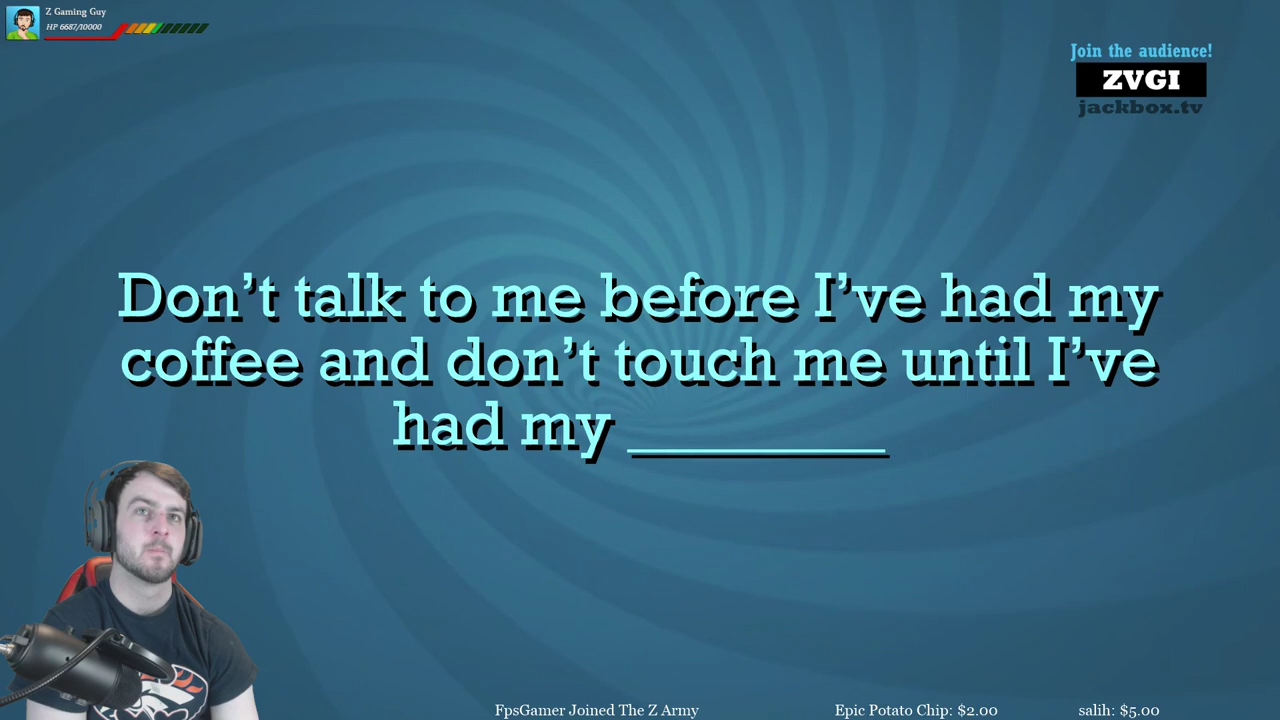 Z Gaming Guy
HP 6687/10000
Join the audience!
ZVGI
jackbox.tv
Don’t talk to me before I’ve had my
coffee and don’t touch me until I’ve
had my _________
FpsGamer Joined The Z Army
Epic Potato Chip: $2.00
salih: $5.00